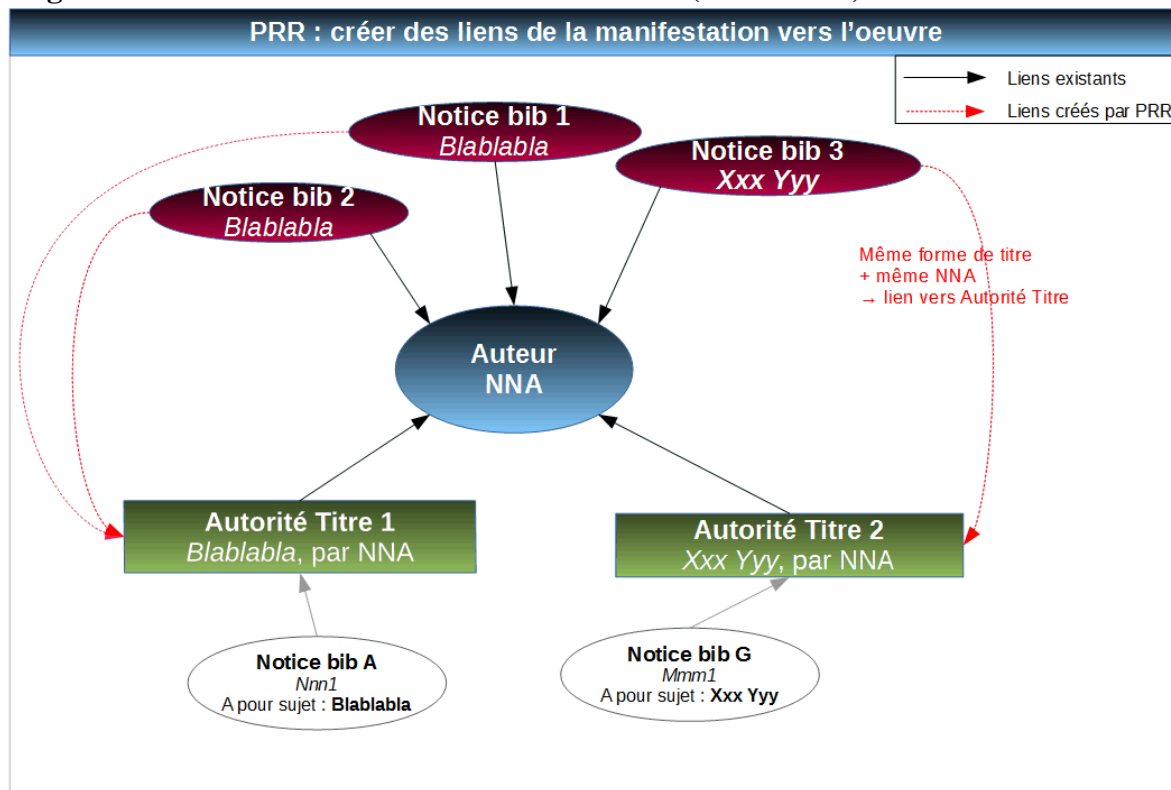 PRR : créer des liens de la manifestation vers l'oeuvre
Liens existants
Liens créés par PRR
Notice bib 1
Blablabla
Notice bib 3
Xxx Yyy
Notice bib 2
Blablabla
Même forme de titre
+ même NNA
→ lien vers Autorité Titre
Auteur
NNA
Autorité Titre 1
Blablabla, par NNA
Autorité Titre 2
Xxx Yyy, par NNA
Notice bib A
Nnn1
A pour sujet : Blablabla
Notice bib G
Mmm1
A pour sujet : Xxx Yyy